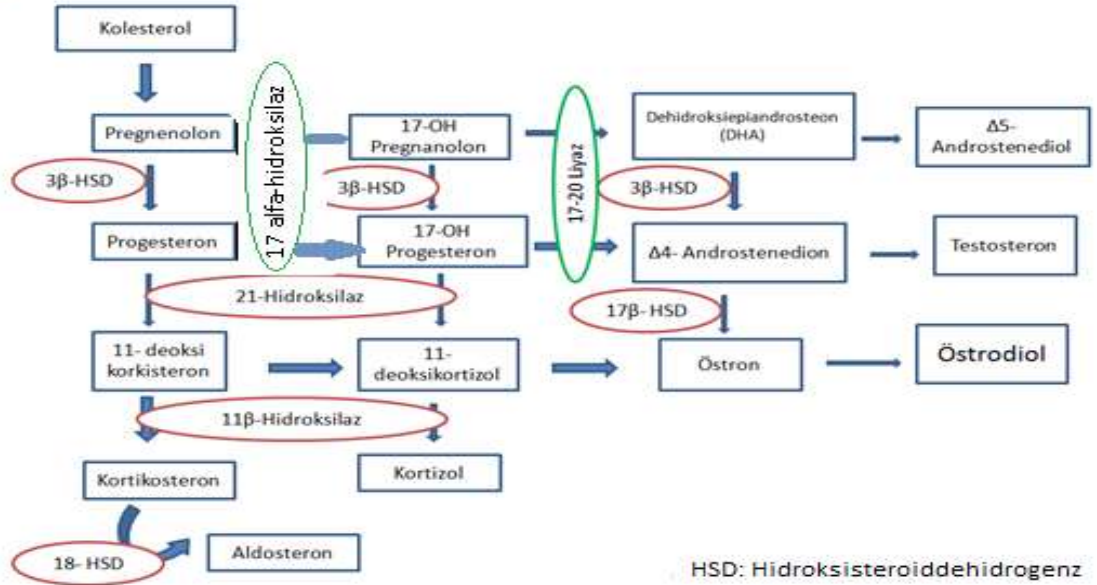 Kolesterol
Pregnenolon
17 alfa-hidroksilaz
17-OH
Pregnanolon
17-20 Liyaz
Dehidroksiepiandrosteon
(DHA)
Δ5-
Androstenediol
3β-HSD
3β-HSD
3β-HSD
Progesteron
17-OH
Progesteron
Δ4- Androstenedion
Testosteron
21-Hidroksilaz
17β- HSD
11- deoksi
korkisteron
11-
deoksikortizol
Östron
Östrodiol
11β-Hidroksilaz
Kortikosteron
Kortizol
18- HSD
Aldosteron
HSD: Hidroksisteroiddehidrogenz